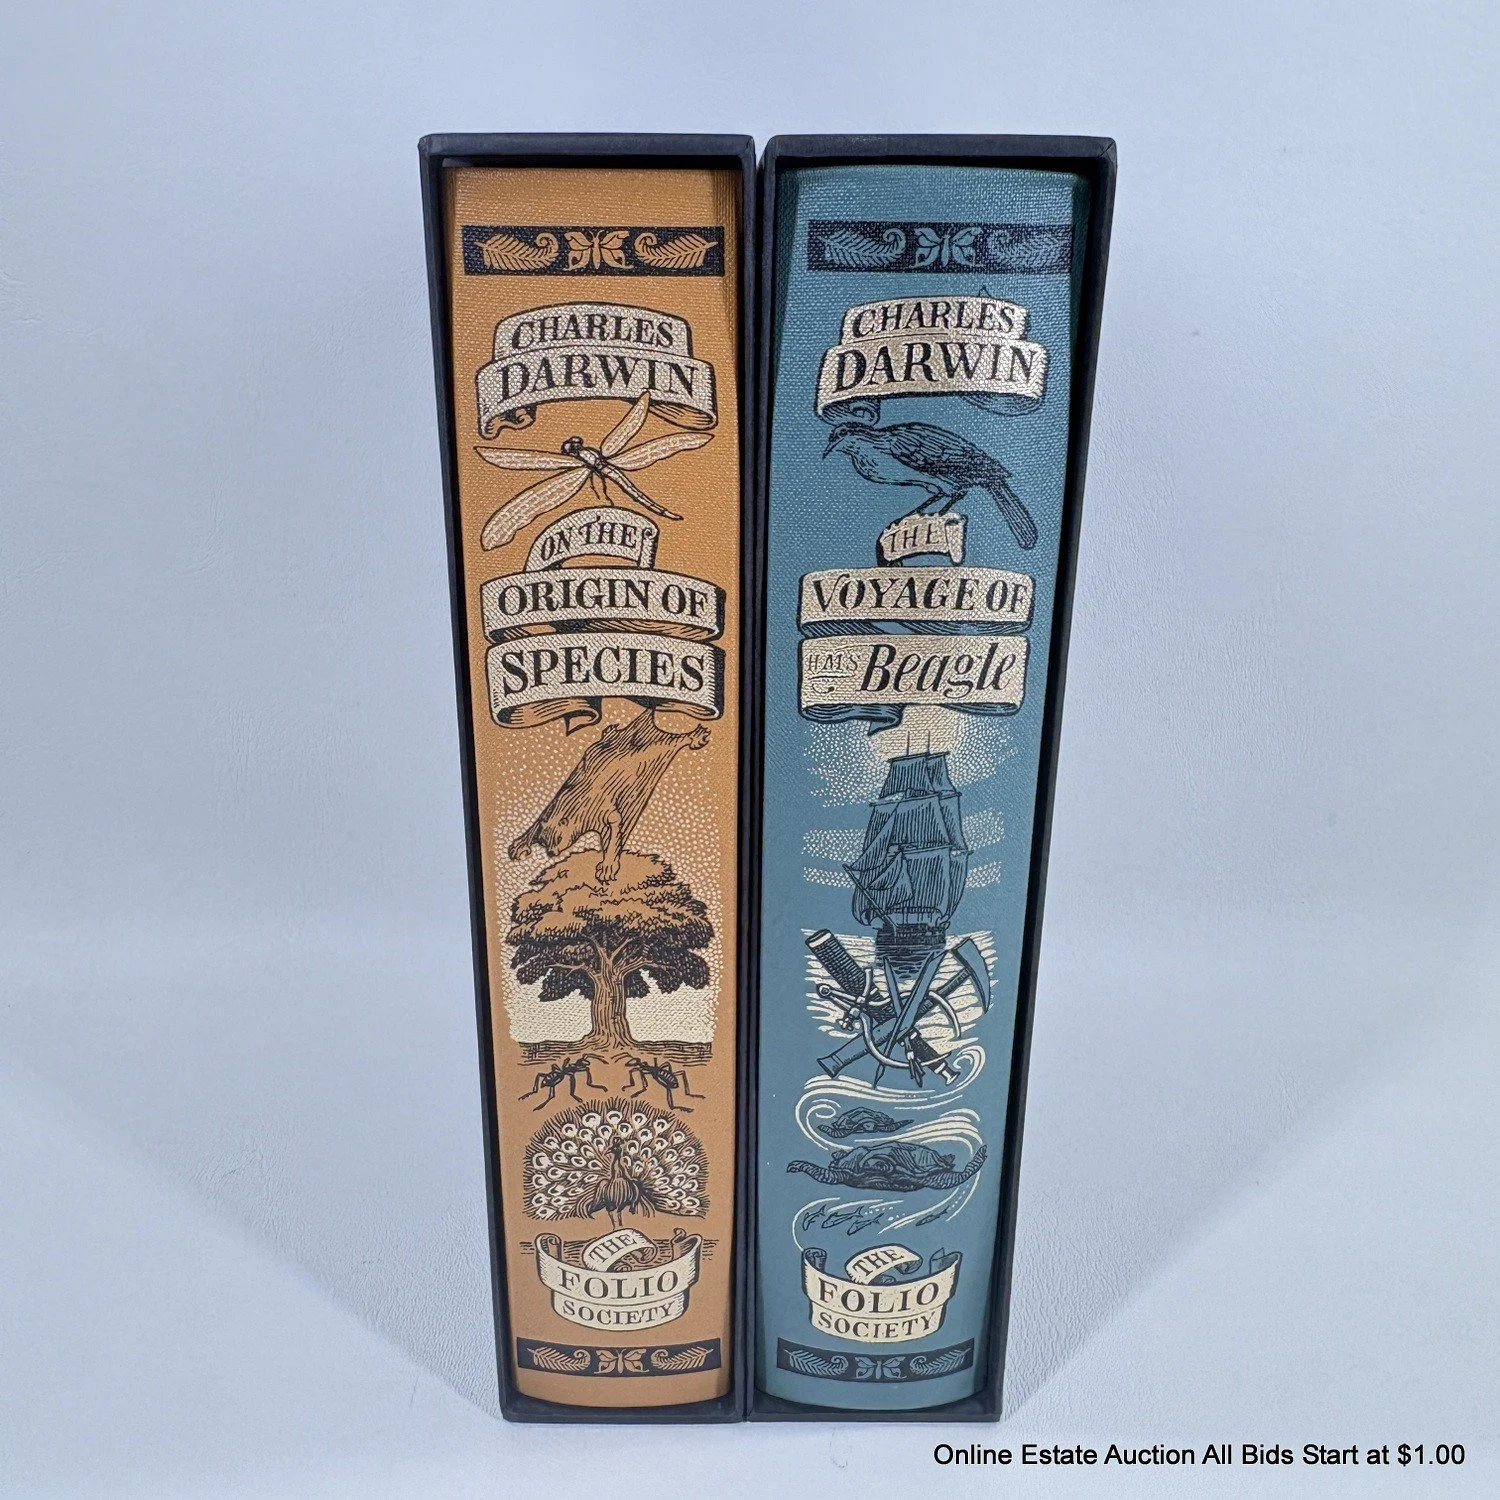 CHARLES
DARWIN
ON THE
ORIGIN OF
SPECIES
THE
FOLIO
SOCIETY
CHARLES
DARWIN
THE
VOYAGE OF
HMS Beagle
THE
FOLIO
SOCIETY
Online Estate Auction All Bids Start at $1.00